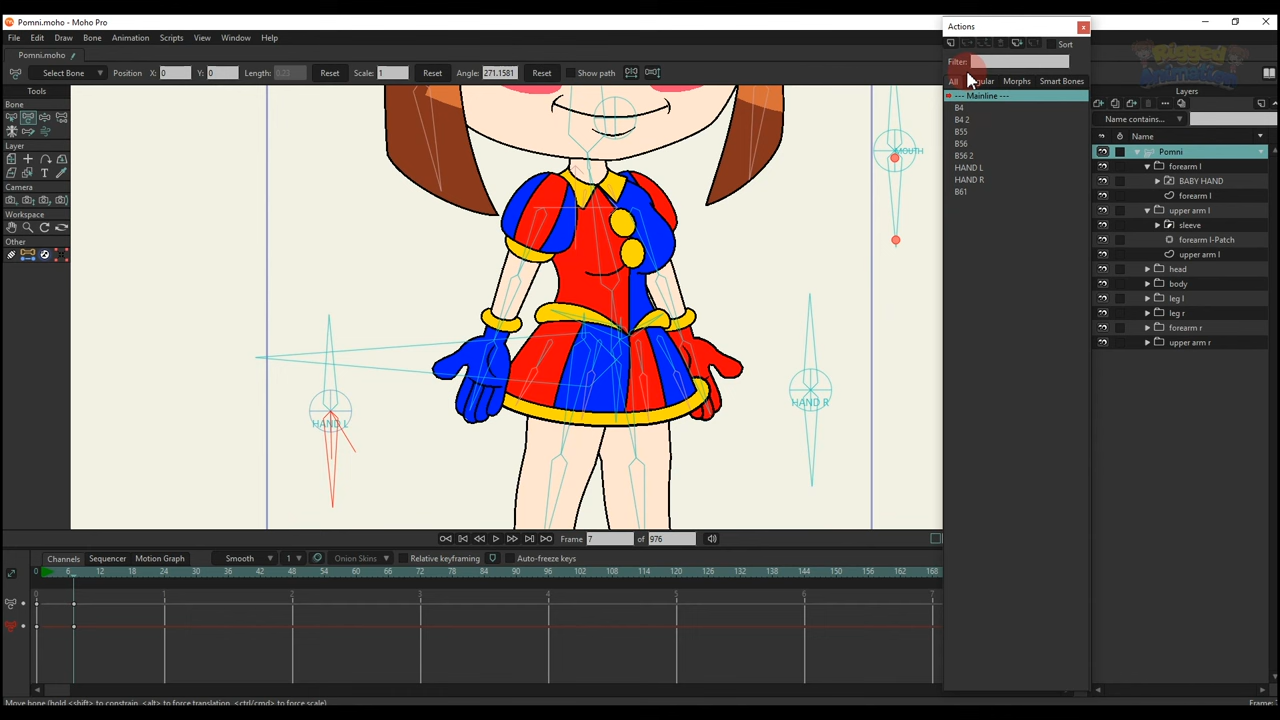 Pomni.moho - Moho Pro
File Edit Draw Bone Animation Scripts View Window Help
Pomni.moho
Select Bone Position X: 0 Y: 0 Length: 0.23 Reset Scale: 1 Reset Angle: 271.1581 Reset Show path
Tools
Bone
Layer
Camera
Workspace
Other
MOUTH
HAND L
HAND R
Actions
Sort
Filter:
All Regular Morphs Smart Bones
--- Mainline ---
B4
B4 2
B55
B56
B56 2
HAND L
HAND R
B61
Rigged
Animation
Layers
Name contains...
Name
Pomni
forearm l
BABY HAND
forearm l
upper arm l
sleeve
forearm l-Patch
upper arm l
head
body
leg l
leg r
forearm r
upper arm r
Frame 7 of 976
Channels Sequencer Motion Graph Smooth 1 Onion Skins Relative keyframing Auto-freeze keys
0 6 12 18 24 30 36 42 48 54 60 66 72 78 84 90 96 102 108 114 120 126 132 138 144 150 156 162 168
0 1 2 3 4 5 6 7
Move bone (hold <shift> to constrain, <alt> to force translation, <ctrl/cmd> to force scale)
Frame: